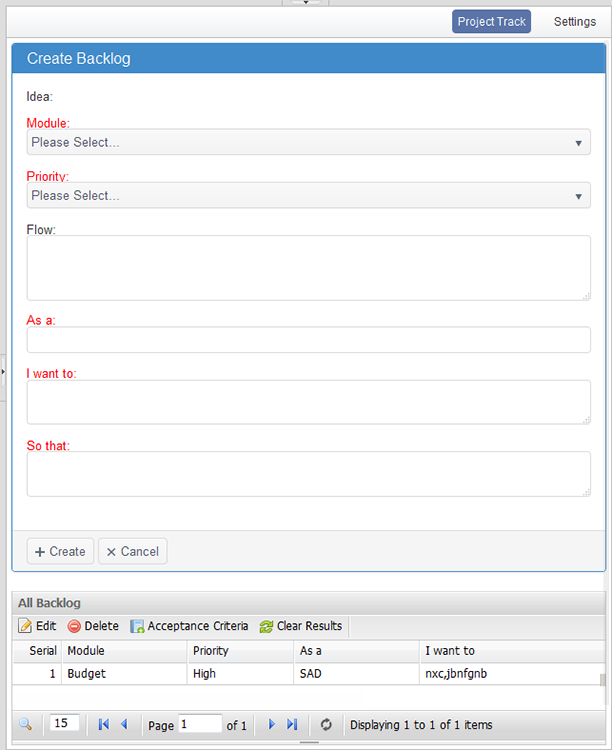 Project Track Settings
Create Backlog
Idea:
Module:
Please Select...
Priority:
Please Select...
Flow:
As a:
I want to:
So that:
Create Cancel
All Backlog
Edit Delete Acceptance Criteria Clear Results
Serial Module Priority As a I want to
1 Budget High SAD nxc,jbnfgnb
15 Page 1 of 1 Displaying 1 to 1 of 1 items